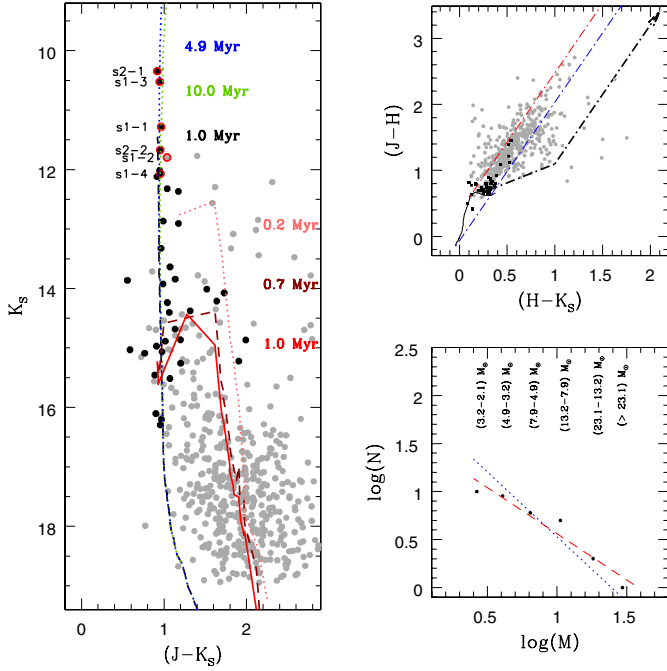 10
12
14
16
18
K_s
0
1
2
(J−K_s)
4.9 Myr
10.0 Myr
1.0 Myr
0.2 Myr
0.7 Myr
1.0 Myr
s2−1
s1−3
s1−1
s2−2
s1−2
s1−4
3
2
1
0
(J−H)
0
0.5
1
1.5
2
(H−K_s)
2.5
2.0
1.5
1.0
0.5
0.0
log(N)
(3.2−2.1) M_⊙
(4.9−3.2) M_⊙
(7.9−4.9) M_⊙
(13.2−7.9) M_⊙
(23.1−13.2) M_⊙
(> 23.1) M_⊙
0.5
1.0
1.5
log(M)